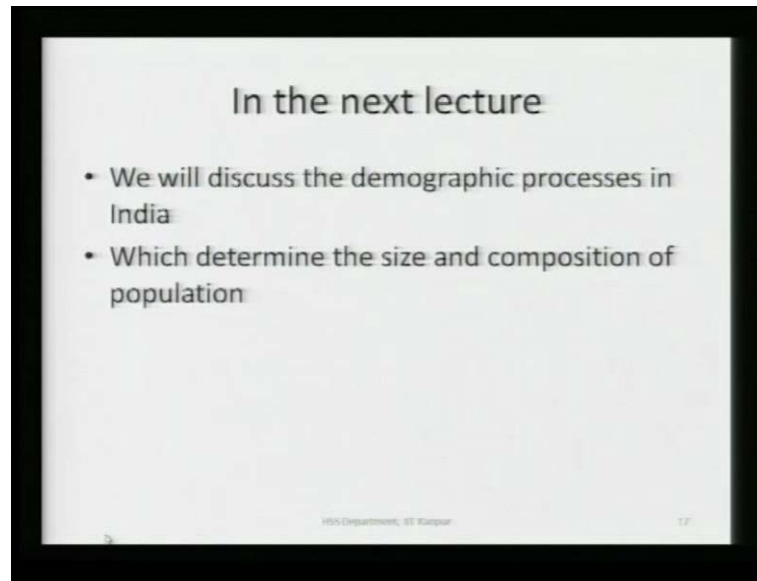 In the next lecture
• We will discuss the demographic processes in
India
• Which determine the size and composition of
population
HSS Department, IIT Kanpur
17